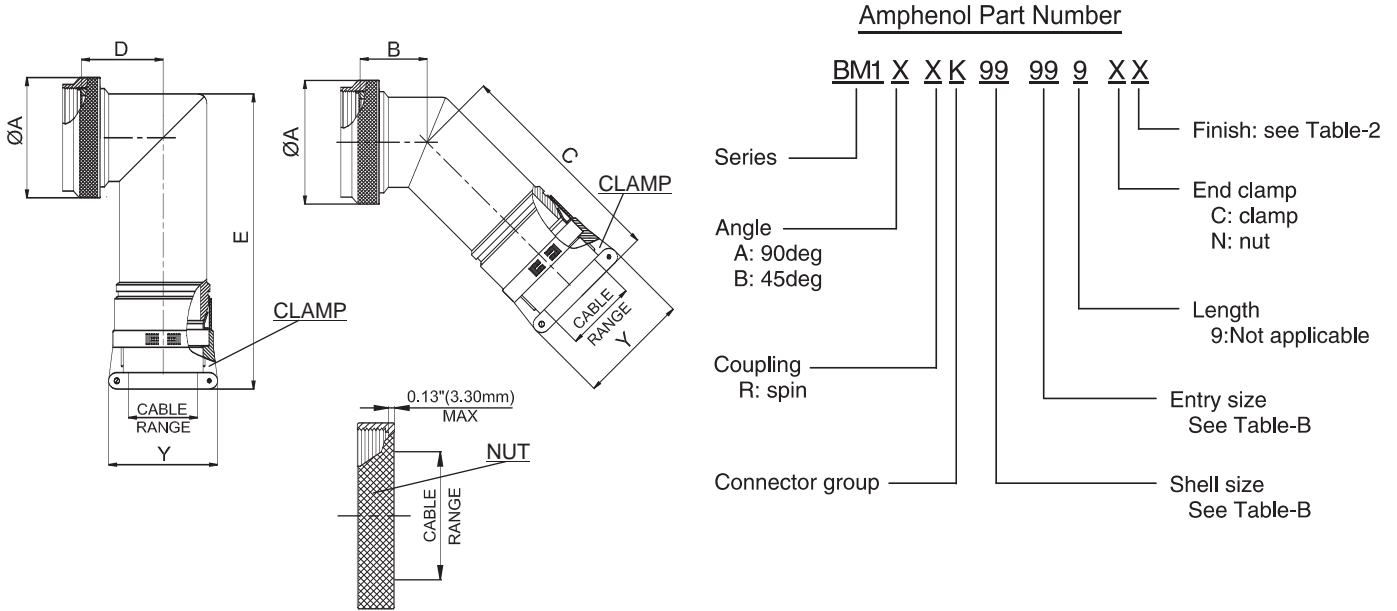 D
ØA
E
CLAMP
CABLE
RANGE
Y
B
ØA
C
CLAMP
CABLE
RANGE
Y
0.13"(3.30mm)
MAX
NUT
CABLE
RANGE
Amphenol Part Number
BM1 X X K 99 99 9 X X
Series
Angle
A: 90deg
B: 45deg
Coupling
R: spin
Connector group
Finish: see Table-2
End clamp
C: clamp
N: nut
Length
9:Not applicable
Entry size
See Table-B
Shell size
See Table-B